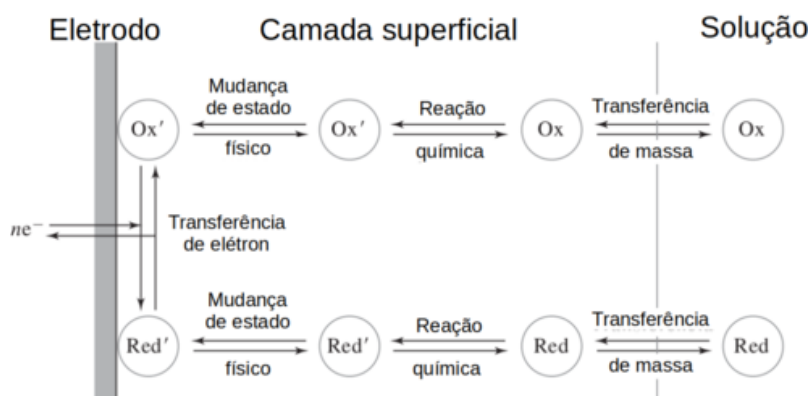 Eletrodo Camada superficial Solução
Mudança
de estado
físico
Reação
química
Transferência
de massa
Ox′ Ox′ Ox Ox
ne⁻
Transferência
de elétron
Mudança
de estado
físico
Reação
química
Transferência
de massa
Red′ Red′ Red Red